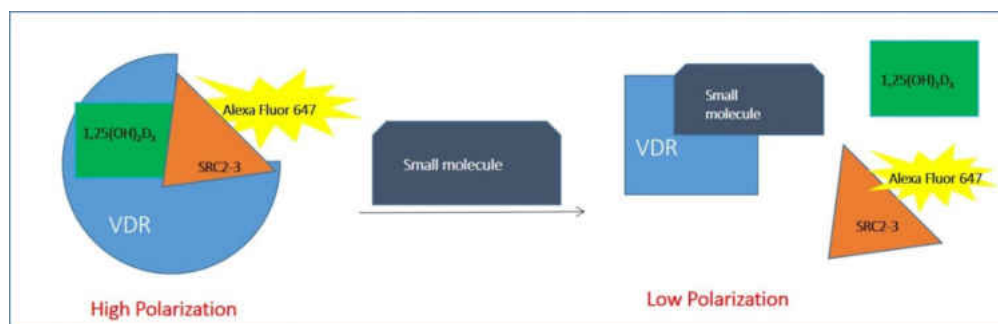 1,25(OH)₂D₃
Alexa Fluor 647
SRC2-3
VDR
High Polarization
Small molecule
Small
molecule
VDR
1,25(OH)₂D₃
Alexa Fluor 647
SRC2-3
Low Polarization